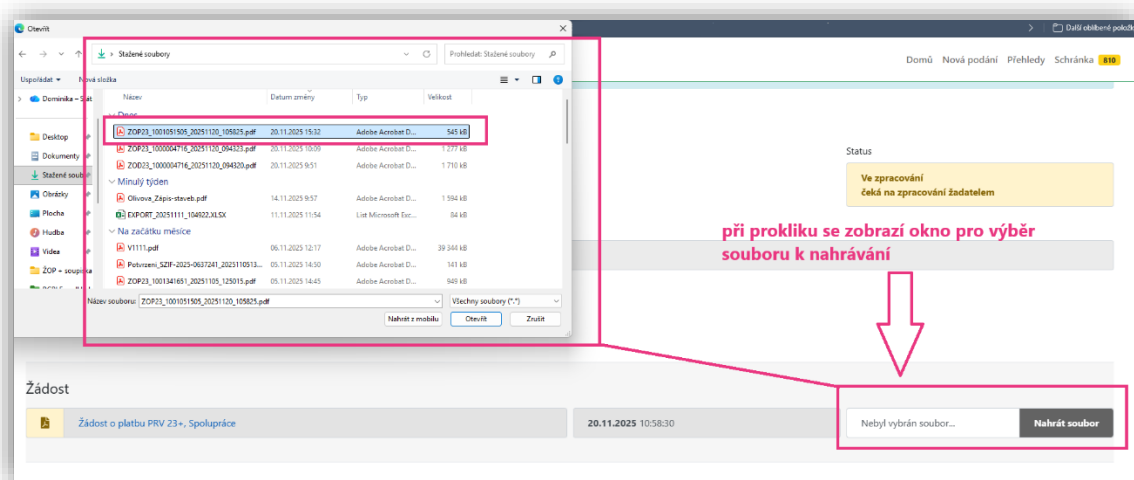 Otevřít
Další oblíbené položk
Stažené soubory
Prohledat: Stažené soubory
Domů Nová podání Přehledy Schránka 810
Uspořádat Nová složka
Název Datum změny Typ Velikost
Dominika – Stát
Dnes
Desktop
ZOP23_1001051505_20251120_105825.pdf 20.11.2025 15:32 Adobe Acrobat D... 545 kB
ZOP23_1000004716_20251120_094323.pdf 20.11.2025 10:09 Adobe Acrobat D... 1 277 kB
Dokumenty
ZOD23_1000004716_20251120_094320.pdf 20.11.2025 9:51 Adobe Acrobat D... 1 710 kB
Stažené soub
Minulý týden
Obrázky
Olivova_Zápis-staveb.pdf 14.11.2025 9:57 Adobe Acrobat D... 1 594 kB
Plocha
EXPORT_20251111_104922.XLSX 11.11.2025 11:54 List Microsoft Exc... 84 kB
Hudba
Na začátku měsíce
Videa
V1111.pdf 06.11.2025 12:17 Adobe Acrobat D... 39 344 kB
ŽOP – soupiska
Potvrzeni_SZIF-2025-0637241_2025110513... 05.11.2025 14:50 Adobe Acrobat D... 141 kB
ZOP23_1001341651_20251105_125015.pdf 05.11.2025 14:45 Adobe Acrobat D... 949 kB
Název souboru: ZOP23_1001051505_20251120_105825.pdf
Všechny soubory (*.*)
Nahrát z mobilu Otevřít Zrušit
Status
Ve zpracování
čeká na zpracování žadatelem
při prokliku se zobrazí okno pro výběr
souboru k nahrávání
Žádost
Žádost o platbu PRV 23+, Spolupráce
20.11.2025 10:58:30
Nebyl vybrán soubor...
Nahrát soubor